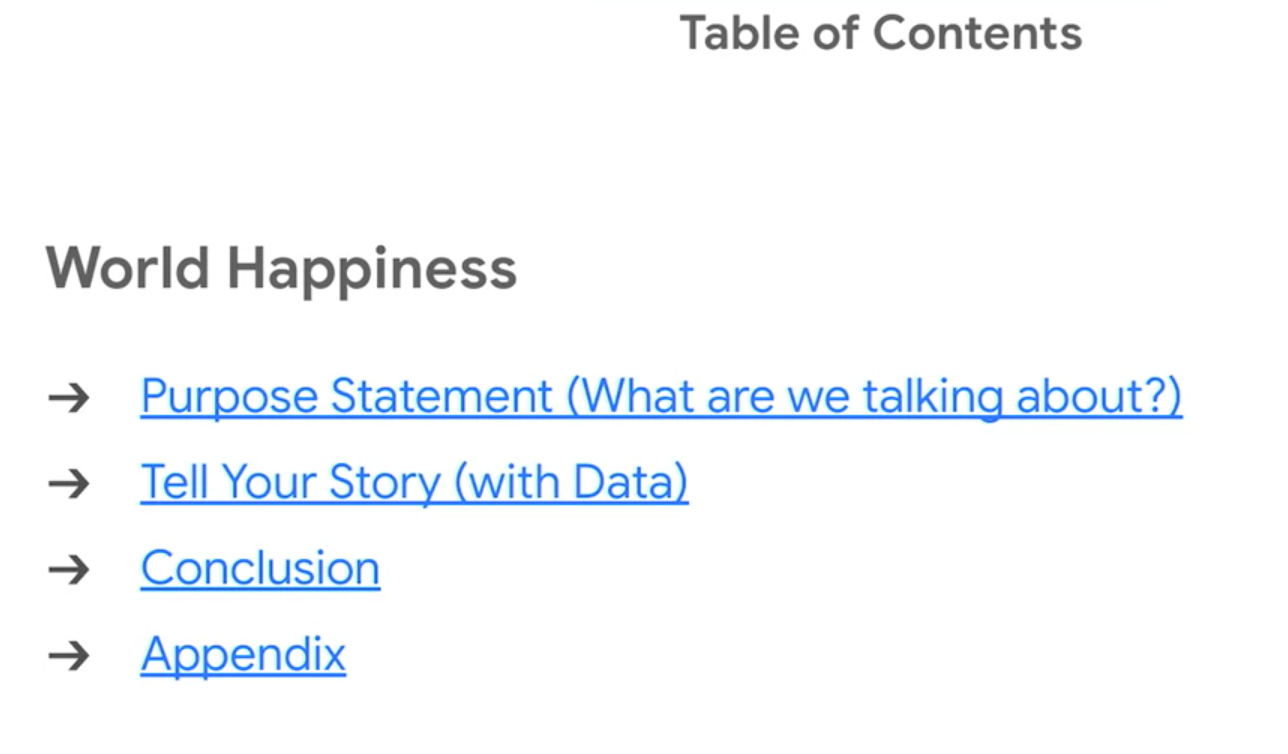 Table of Contents
World Happiness
→ Purpose Statement (What are we talking about?)
→ Tell Your Story (with Data)
→ Conclusion
→ Appendix